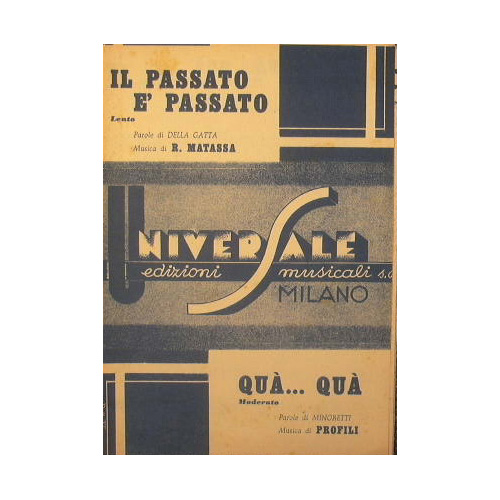 IL PASSATO
E' PASSATO
Lento
Parole di DELLA GATTA
Musica di R. MATASSA
UNIVERSALE
edizioni musicali s.a
MILANO
QUÀ... QUÀ
Moderato
Parole di MINORETTI
Musica di PROFILI